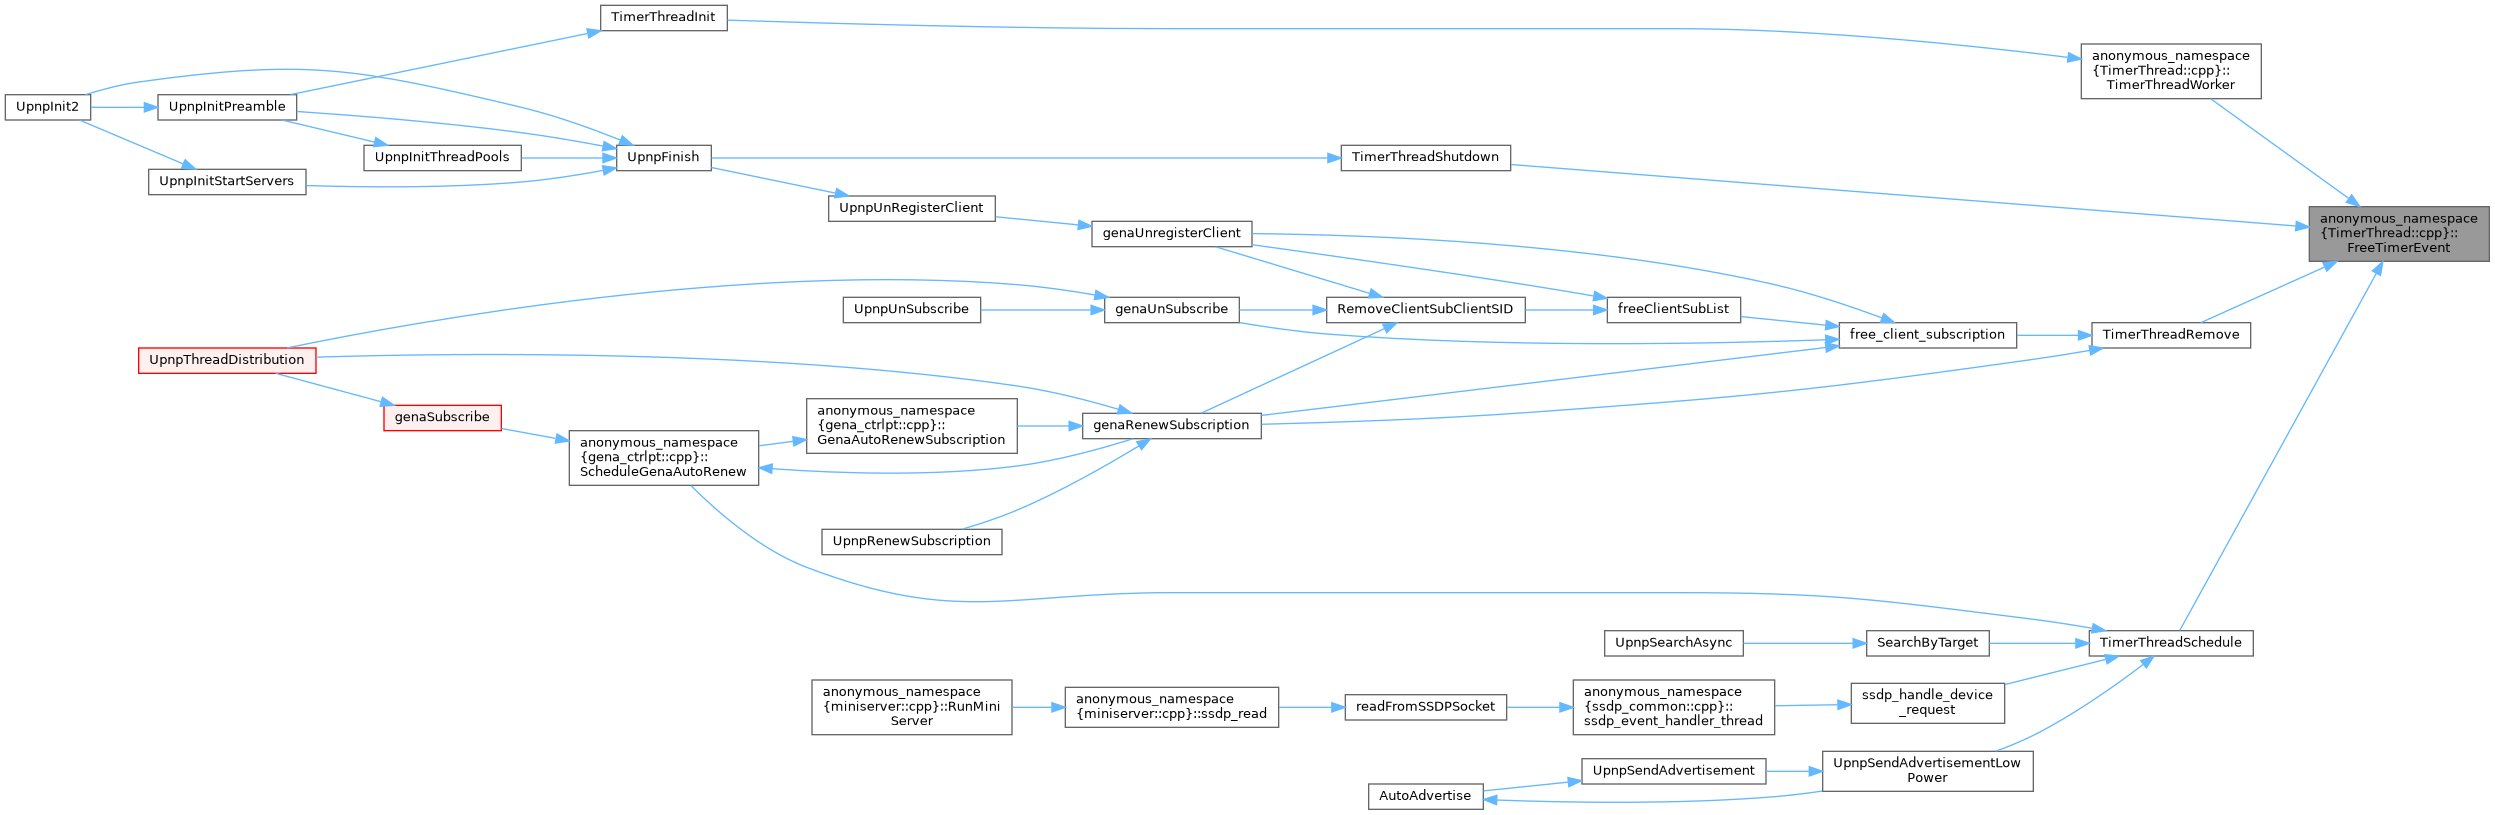 TimerThreadInit
anonymous_namespace
{TimerThread::cpp}::
TimerThreadWorker
UpnpInit2
UpnpInitPreamble
UpnpInitThreadPools
UpnpFinish
TimerThreadShutdown
UpnpInitStartServers
UpnpUnRegisterClient
genaUnregisterClient
anonymous_namespace
{TimerThread::cpp}::
FreeTimerEvent
UpnpUnSubscribe
genaUnSubscribe
RemoveClientSubClientSID
freeClientSubList
free_client_subscription
TimerThreadRemove
UpnpThreadDistribution
genaSubscribe
anonymous_namespace
{gena_ctrlpt::cpp}::
GenaAutoRenewSubscription
genaRenewSubscription
anonymous_namespace
{gena_ctrlpt::cpp}::
ScheduleGenaAutoRenew
UpnpRenewSubscription
UpnpSearchAsync
SearchByTarget
TimerThreadSchedule
anonymous_namespace
{miniserver::cpp}::RunMini
Server
anonymous_namespace
{miniserver::cpp}::ssdp_read
readFromSSDPSocket
anonymous_namespace
{ssdp_common::cpp}::
ssdp_event_handler_thread
ssdp_handle_device
_request
UpnpSendAdvertisement
UpnpSendAdvertisementLow
Power
AutoAdvertise